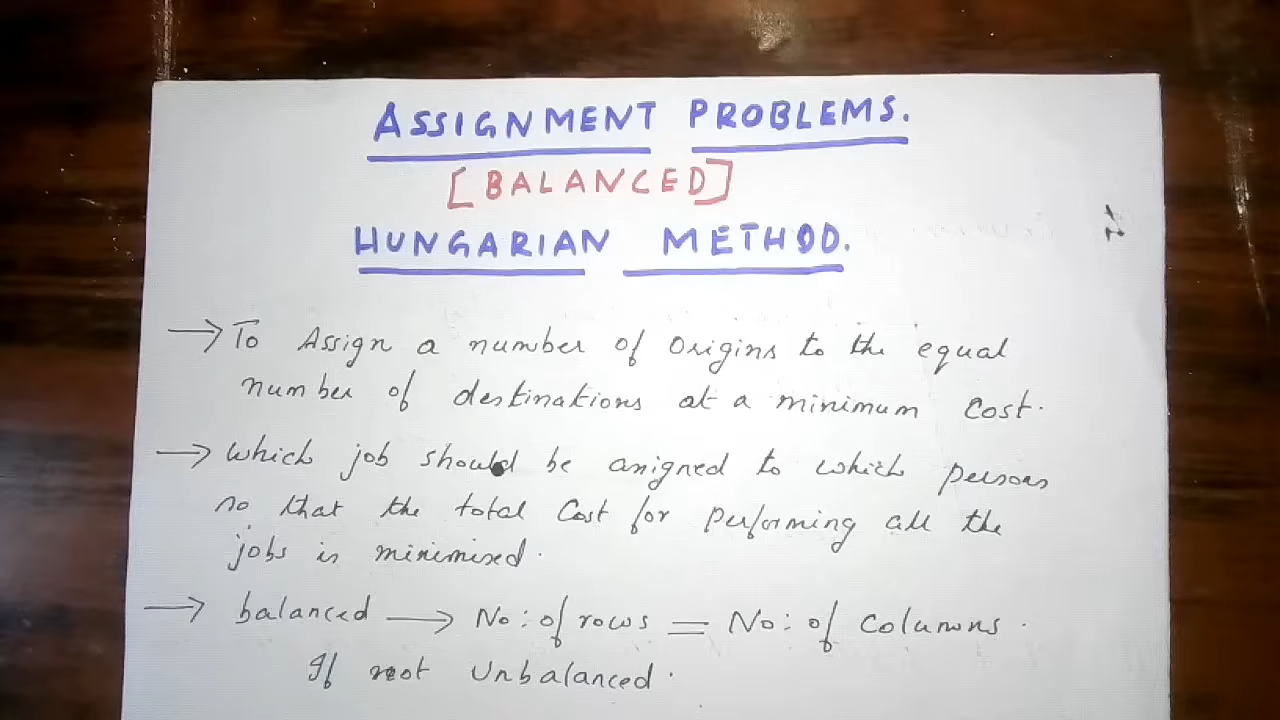 ASSIGNMENT PROBLEMS.
[BALANCED]
HUNGARIAN METHOD.
→ To Assign a number of origins to the equal
number of destinations at a minimum cost.
→ which job should be assigned to which person
so that the total cost for performing all the
jobs is minimised.
→ balanced → No: of rows = No: of columns.
If not unbalanced.